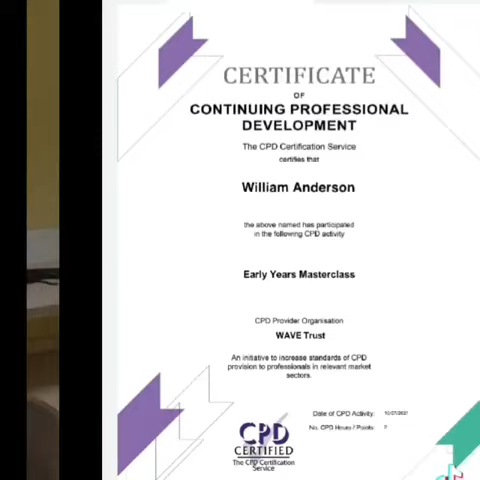 CERTIFICATE
OF
CONTINUING PROFESSIONAL
DEVELOPMENT
The CPD Certification Service
certifies that
William Anderson
the above named has participated
in the following CPD activity
Early Years Masterclass
CPD Provider Organisation
WAVE Trust
An initiative to increase standards of CPD
provision to professionals in relevant market
sectors.
Date of CPD Activity:
No. CPD Hours / Points: 2
CPD
CERTIFIED
The CPD Certification
Service